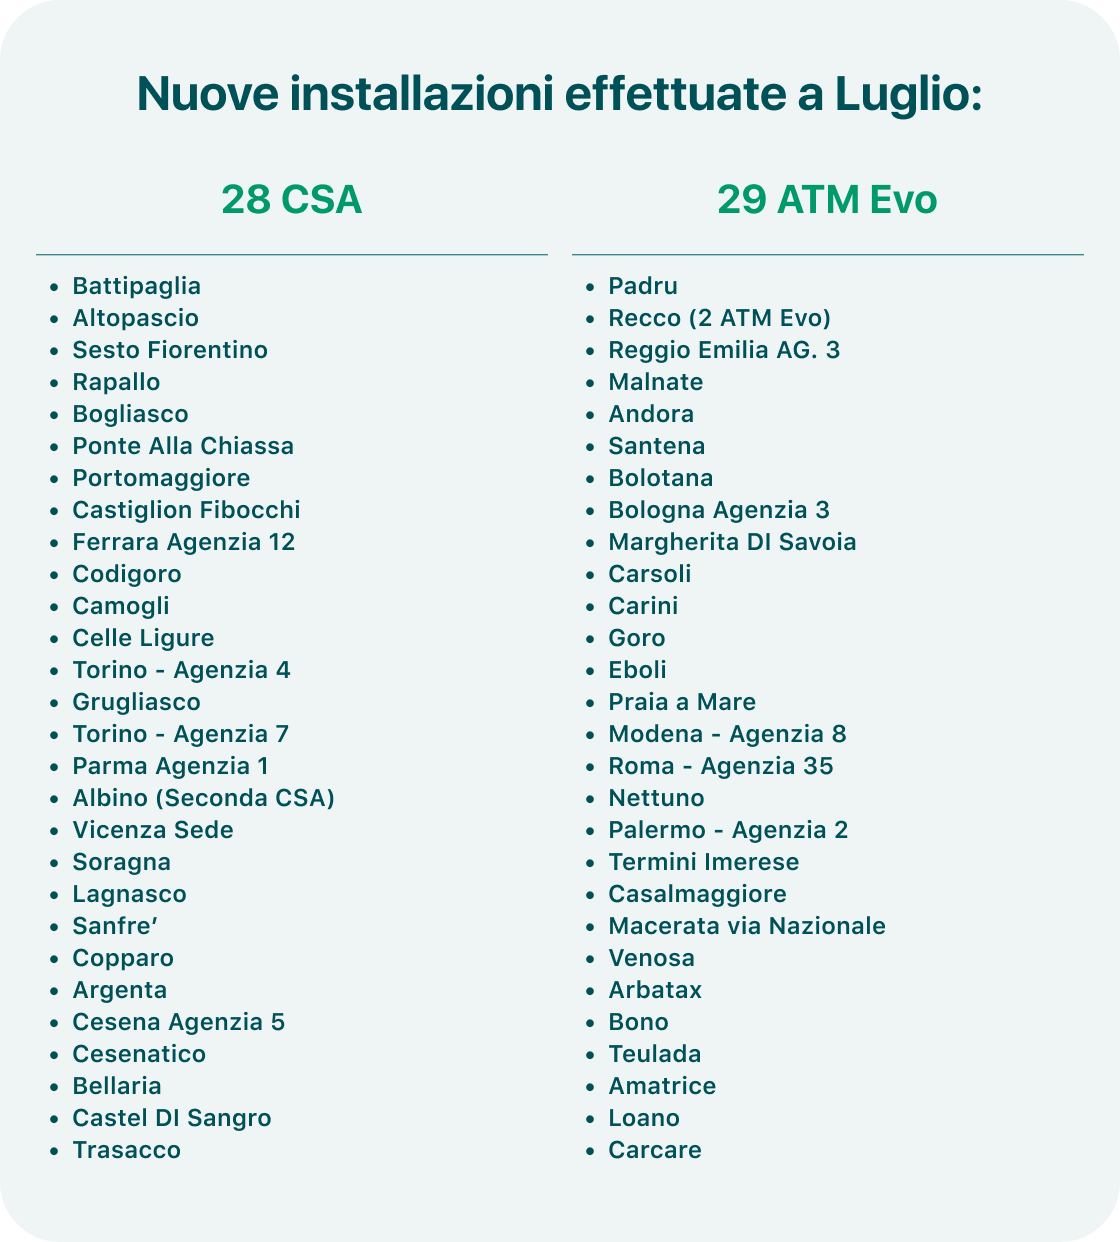 Nuove installazioni effettuate a Luglio:
28 CSA
• Battipaglia
• Altopascio
• Sesto Fiorentino
• Rapallo
• Bogliasco
• Ponte Alla Chiassa
• Portomaggiore
• Castiglion Fibocchi
• Ferrara Agenzia 12
• Codigoro
• Camogli
• Celle Ligure
• Torino - Agenzia 4
• Grugliasco
• Torino - Agenzia 7
• Parma Agenzia 1
• Albino (Seconda CSA)
• Vicenza Sede
• Soragna
• Lagnasco
• Sanfre’
• Copparo
• Argenta
• Cesena Agenzia 5
• Cesenatico
• Bellaria
• Castel DI Sangro
• Trasacco
29 ATM Evo
• Padru
• Recco (2 ATM Evo)
• Reggio Emilia AG. 3
• Malnate
• Andora
• Santena
• Bolotana
• Bologna Agenzia 3
• Margherita DI Savoia
• Carsoli
• Carini
• Goro
• Eboli
• Praia a Mare
• Modena - Agenzia 8
• Roma - Agenzia 35
• Nettuno
• Palermo - Agenzia 2
• Termini Imerese
• Casalmaggiore
• Macerata via Nazionale
• Venosa
• Arbatax
• Bono
• Teulada
• Amatrice
• Loano
• Carcare